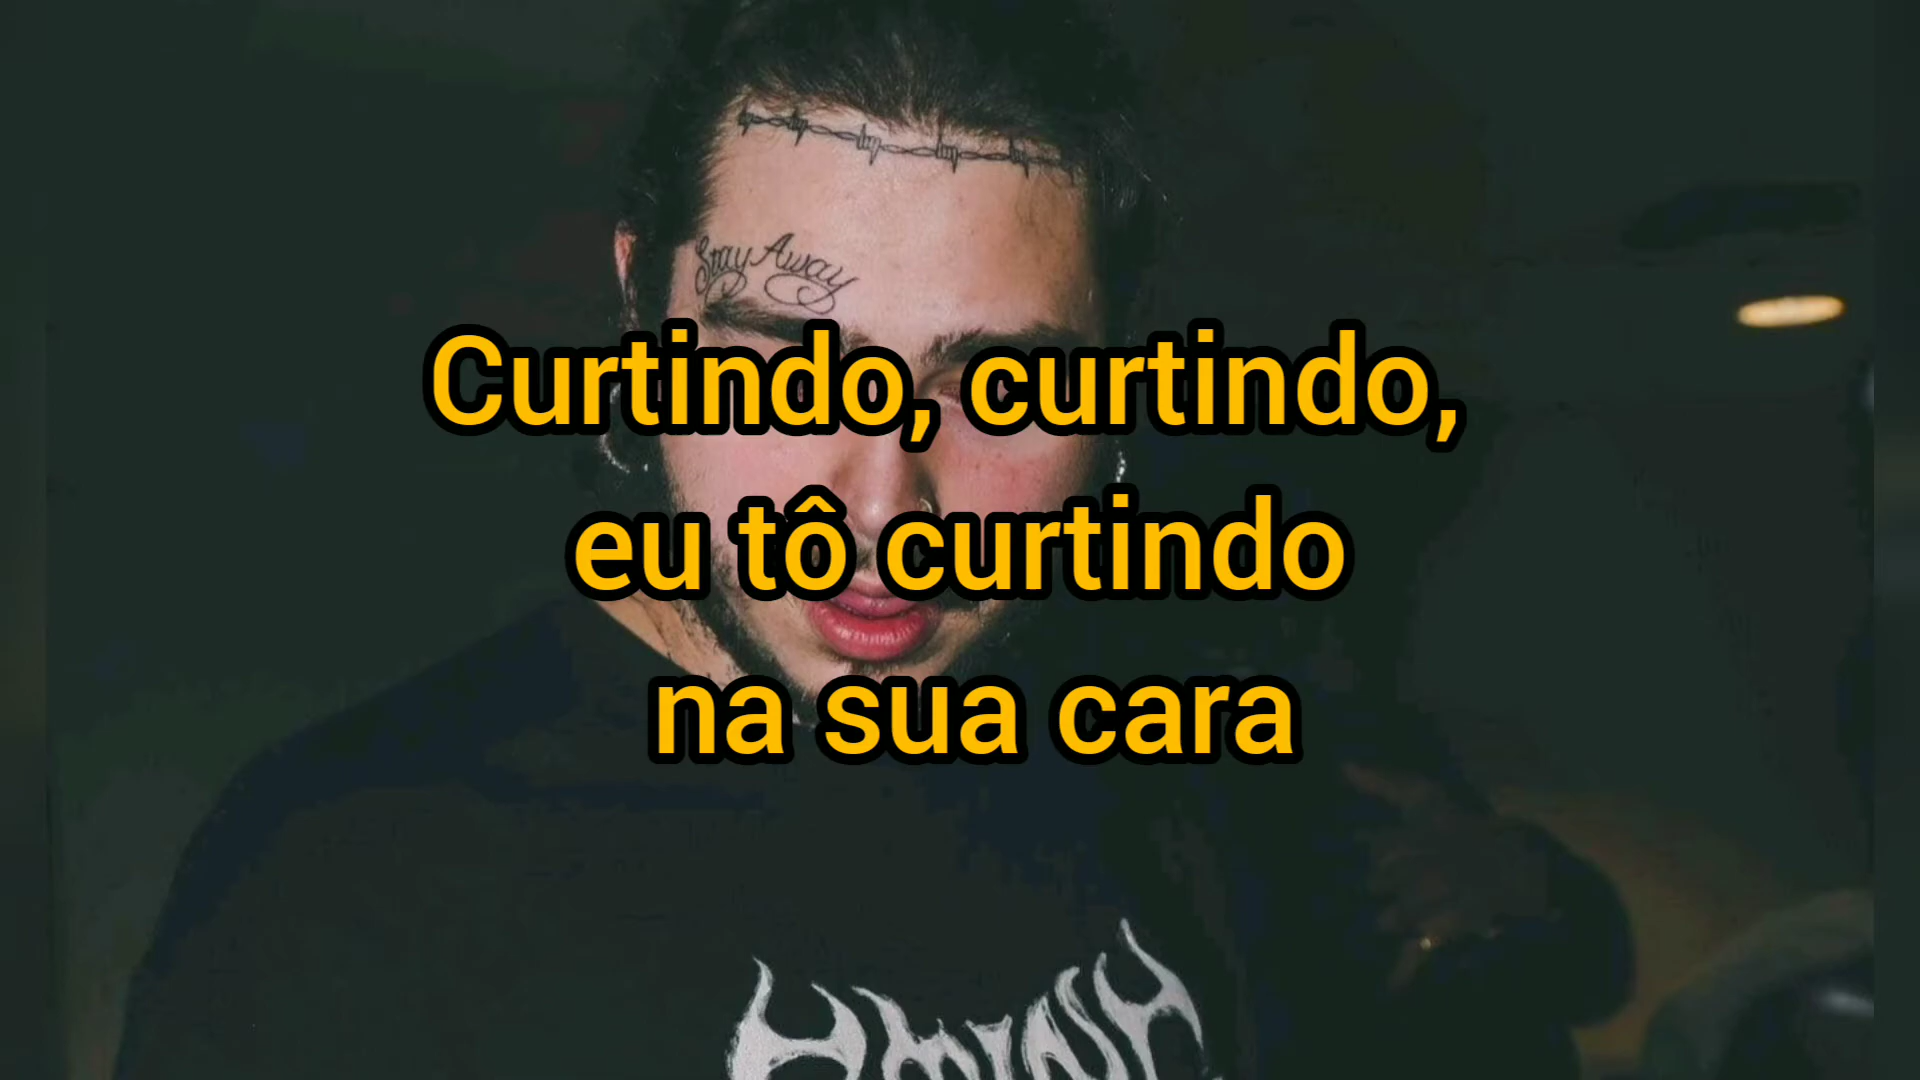 Stay Away
Curtindo, curtindo,
eu tô curtindo
na sua cara